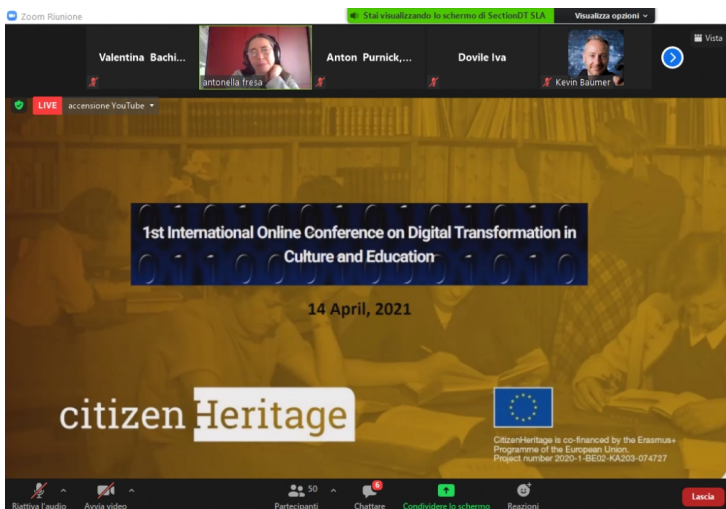 Zoom Riunione
Stai visualizzando lo schermo di SectionDT SLA
Visualizza opzioni
Vista
Valentina Bachi...
antonella fresa
Anton Purnick,...
Dovile Iva
Kevin Bäumer
LIVE
accensione YouTube
1st International Online Conference on Digital Transformation in
Culture and Education
14 April, 2021
citizen Heritage
CitizenHeritage is co-financed by the Erasmus+
Programme of the European Union.
Project number 2020-1-BE02-KA203-074727
Riattiva l'audio
Avvia video
50
Partecipanti
6
Chattare
Condividere lo schermo
Reazioni
Lascia